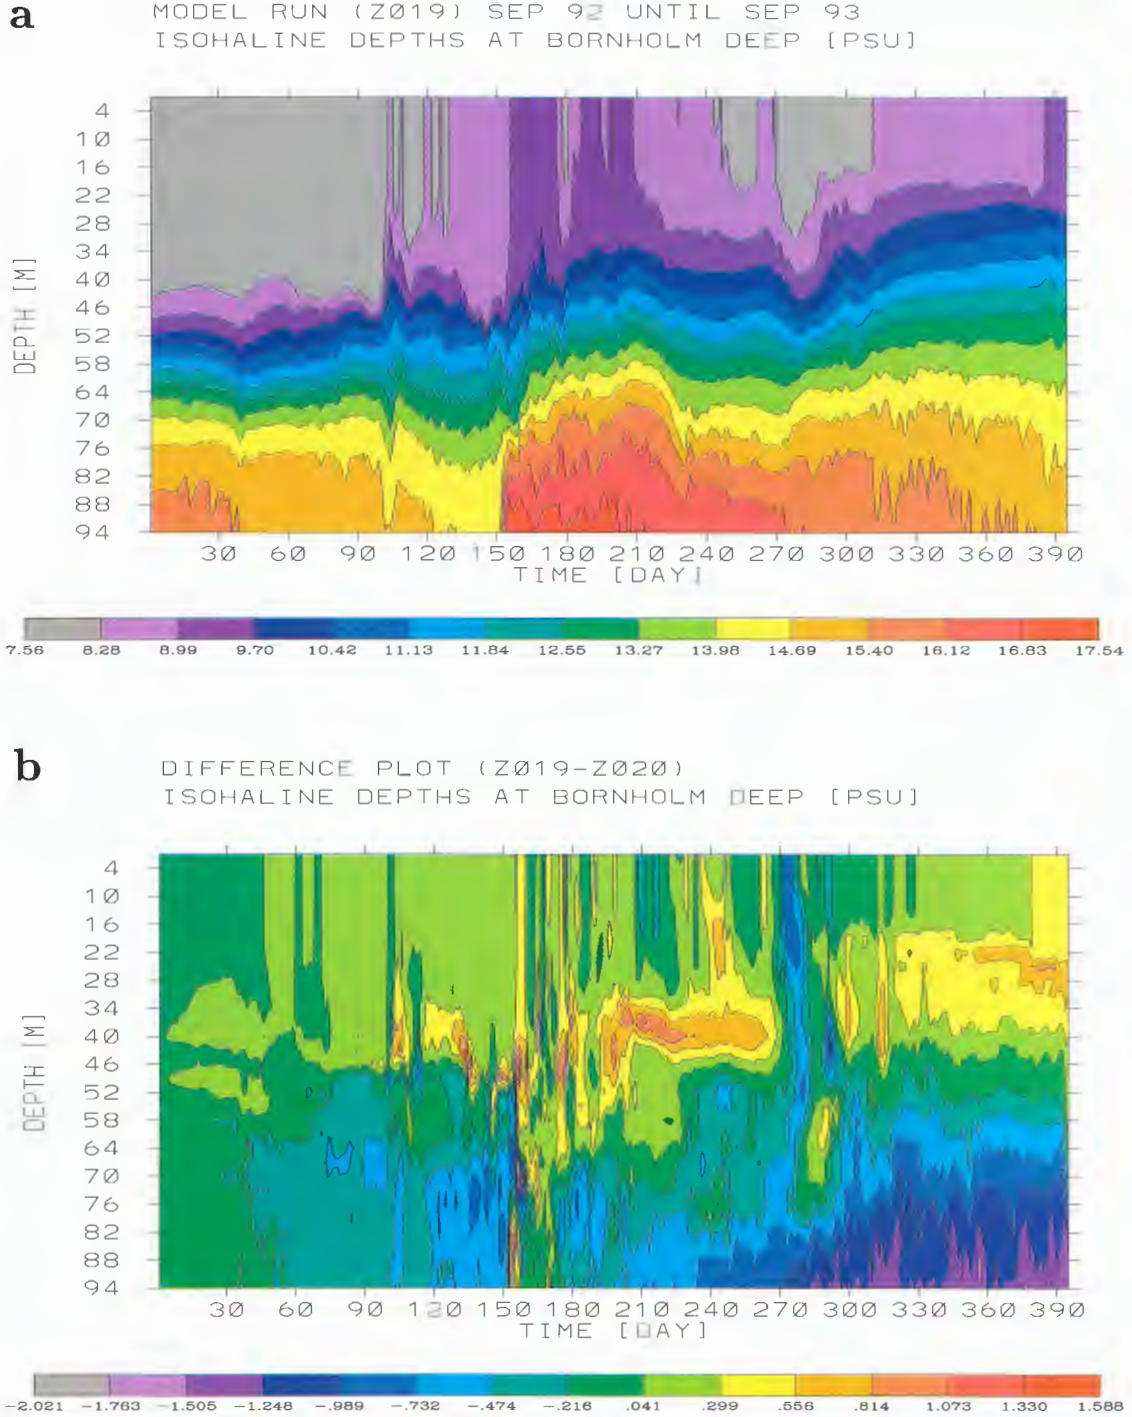 a
MODEL RUN (Z019) SEP 92 UNTIL SEP 93
ISOHALINE DEPTHS AT BORNHOLM DEEP [PSU]
4
10
16
22
28
34
40
46
52
58
64
70
76
82
88
94
DEPTH [M]
30 60 90 120 150 180 210 240 270 300 330 360 390
TIME [DAY]
7.56 8.28 8.99 9.70 10.42 11.13 11.84 12.55 13.27 13.98 14.69 15.40 16.12 16.83 17.54
b
DIFFERENCE PLOT (Z019-Z020)
ISOHALINE DEPTHS AT BORNHOLM DEEP [PSU]
4
10
16
22
28
34
40
46
52
58
64
70
76
82
88
94
DEPTH [M]
30 60 90 120 150 180 210 240 270 300 330 360 390
TIME [DAY]
-2.021 -1.763 -1.505 -1.248 -.989 -.732 -.474 -.216 .041 .299 .556 .814 1.073 1.330 1.588